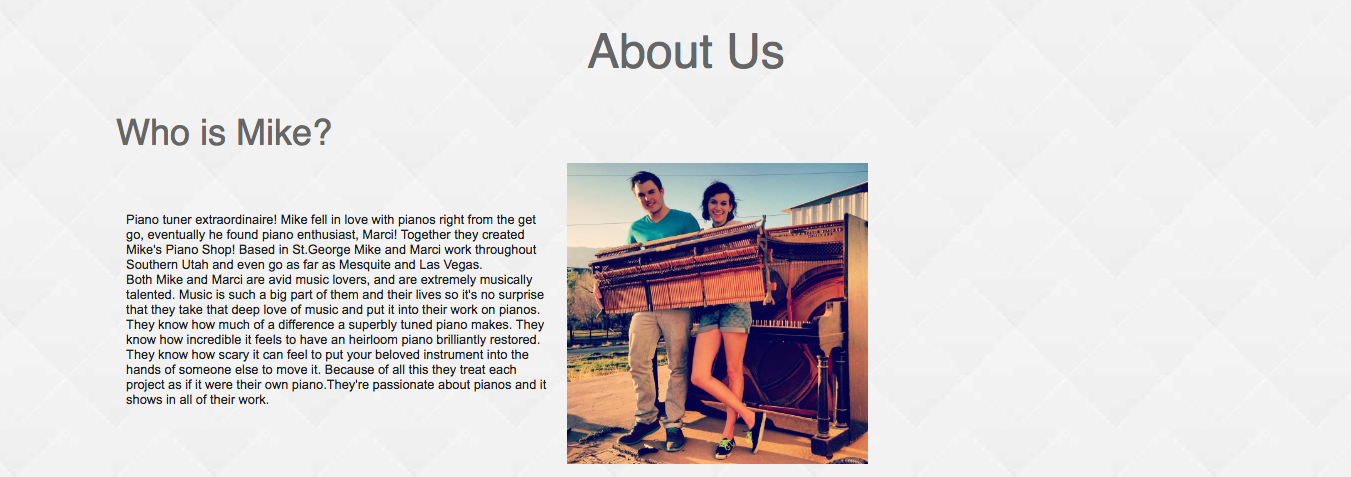 About Us
Who is Mike?
Piano tuner extraordinaire! Mike fell in love with pianos right from the get
go, eventually he found piano enthusiast, Marci! Together they created
Mike's Piano Shop! Based in St.George Mike and Marci work throughout
Southern Utah and even go as far as Mesquite and Las Vegas.
Both Mike and Marci are avid music lovers, and are extremely musically
talented. Music is such a big part of them and their lives so it's no surprise
that they take that deep love of music and put it into their work on pianos.
They know how much of a difference a superbly tuned piano makes. They
know how incredible it feels to have an heirloom piano brilliantly restored.
They know how scary it can feel to put your beloved instrument into the
hands of someone else to move it. Because of all this they treat each
project as if it were their own piano.They're passionate about pianos and it
shows in all of their work.